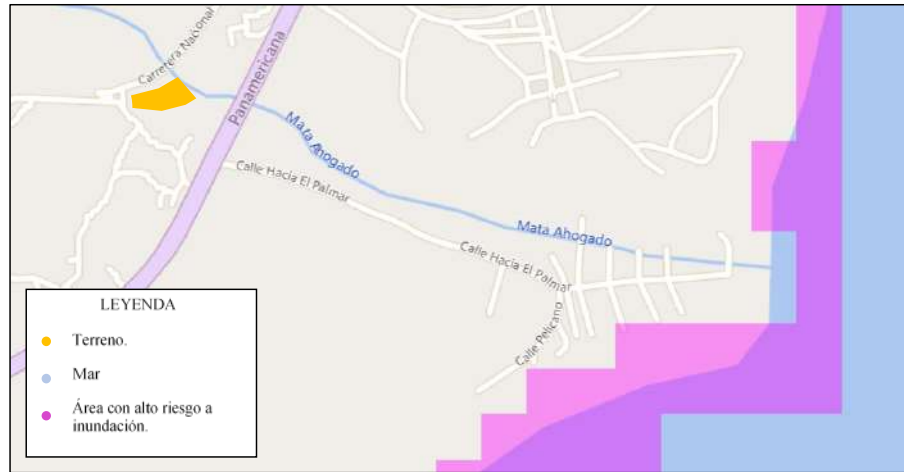 Carretera Nacional
Panamericana
Mata Ahogado
Calle Hacia El Palmar
Mata Ahogado
Calle Hacia El Palmar
Calle Pelicano
LEYENDA
Terreno.
Mar
Área con alto riesgo a
inundación.